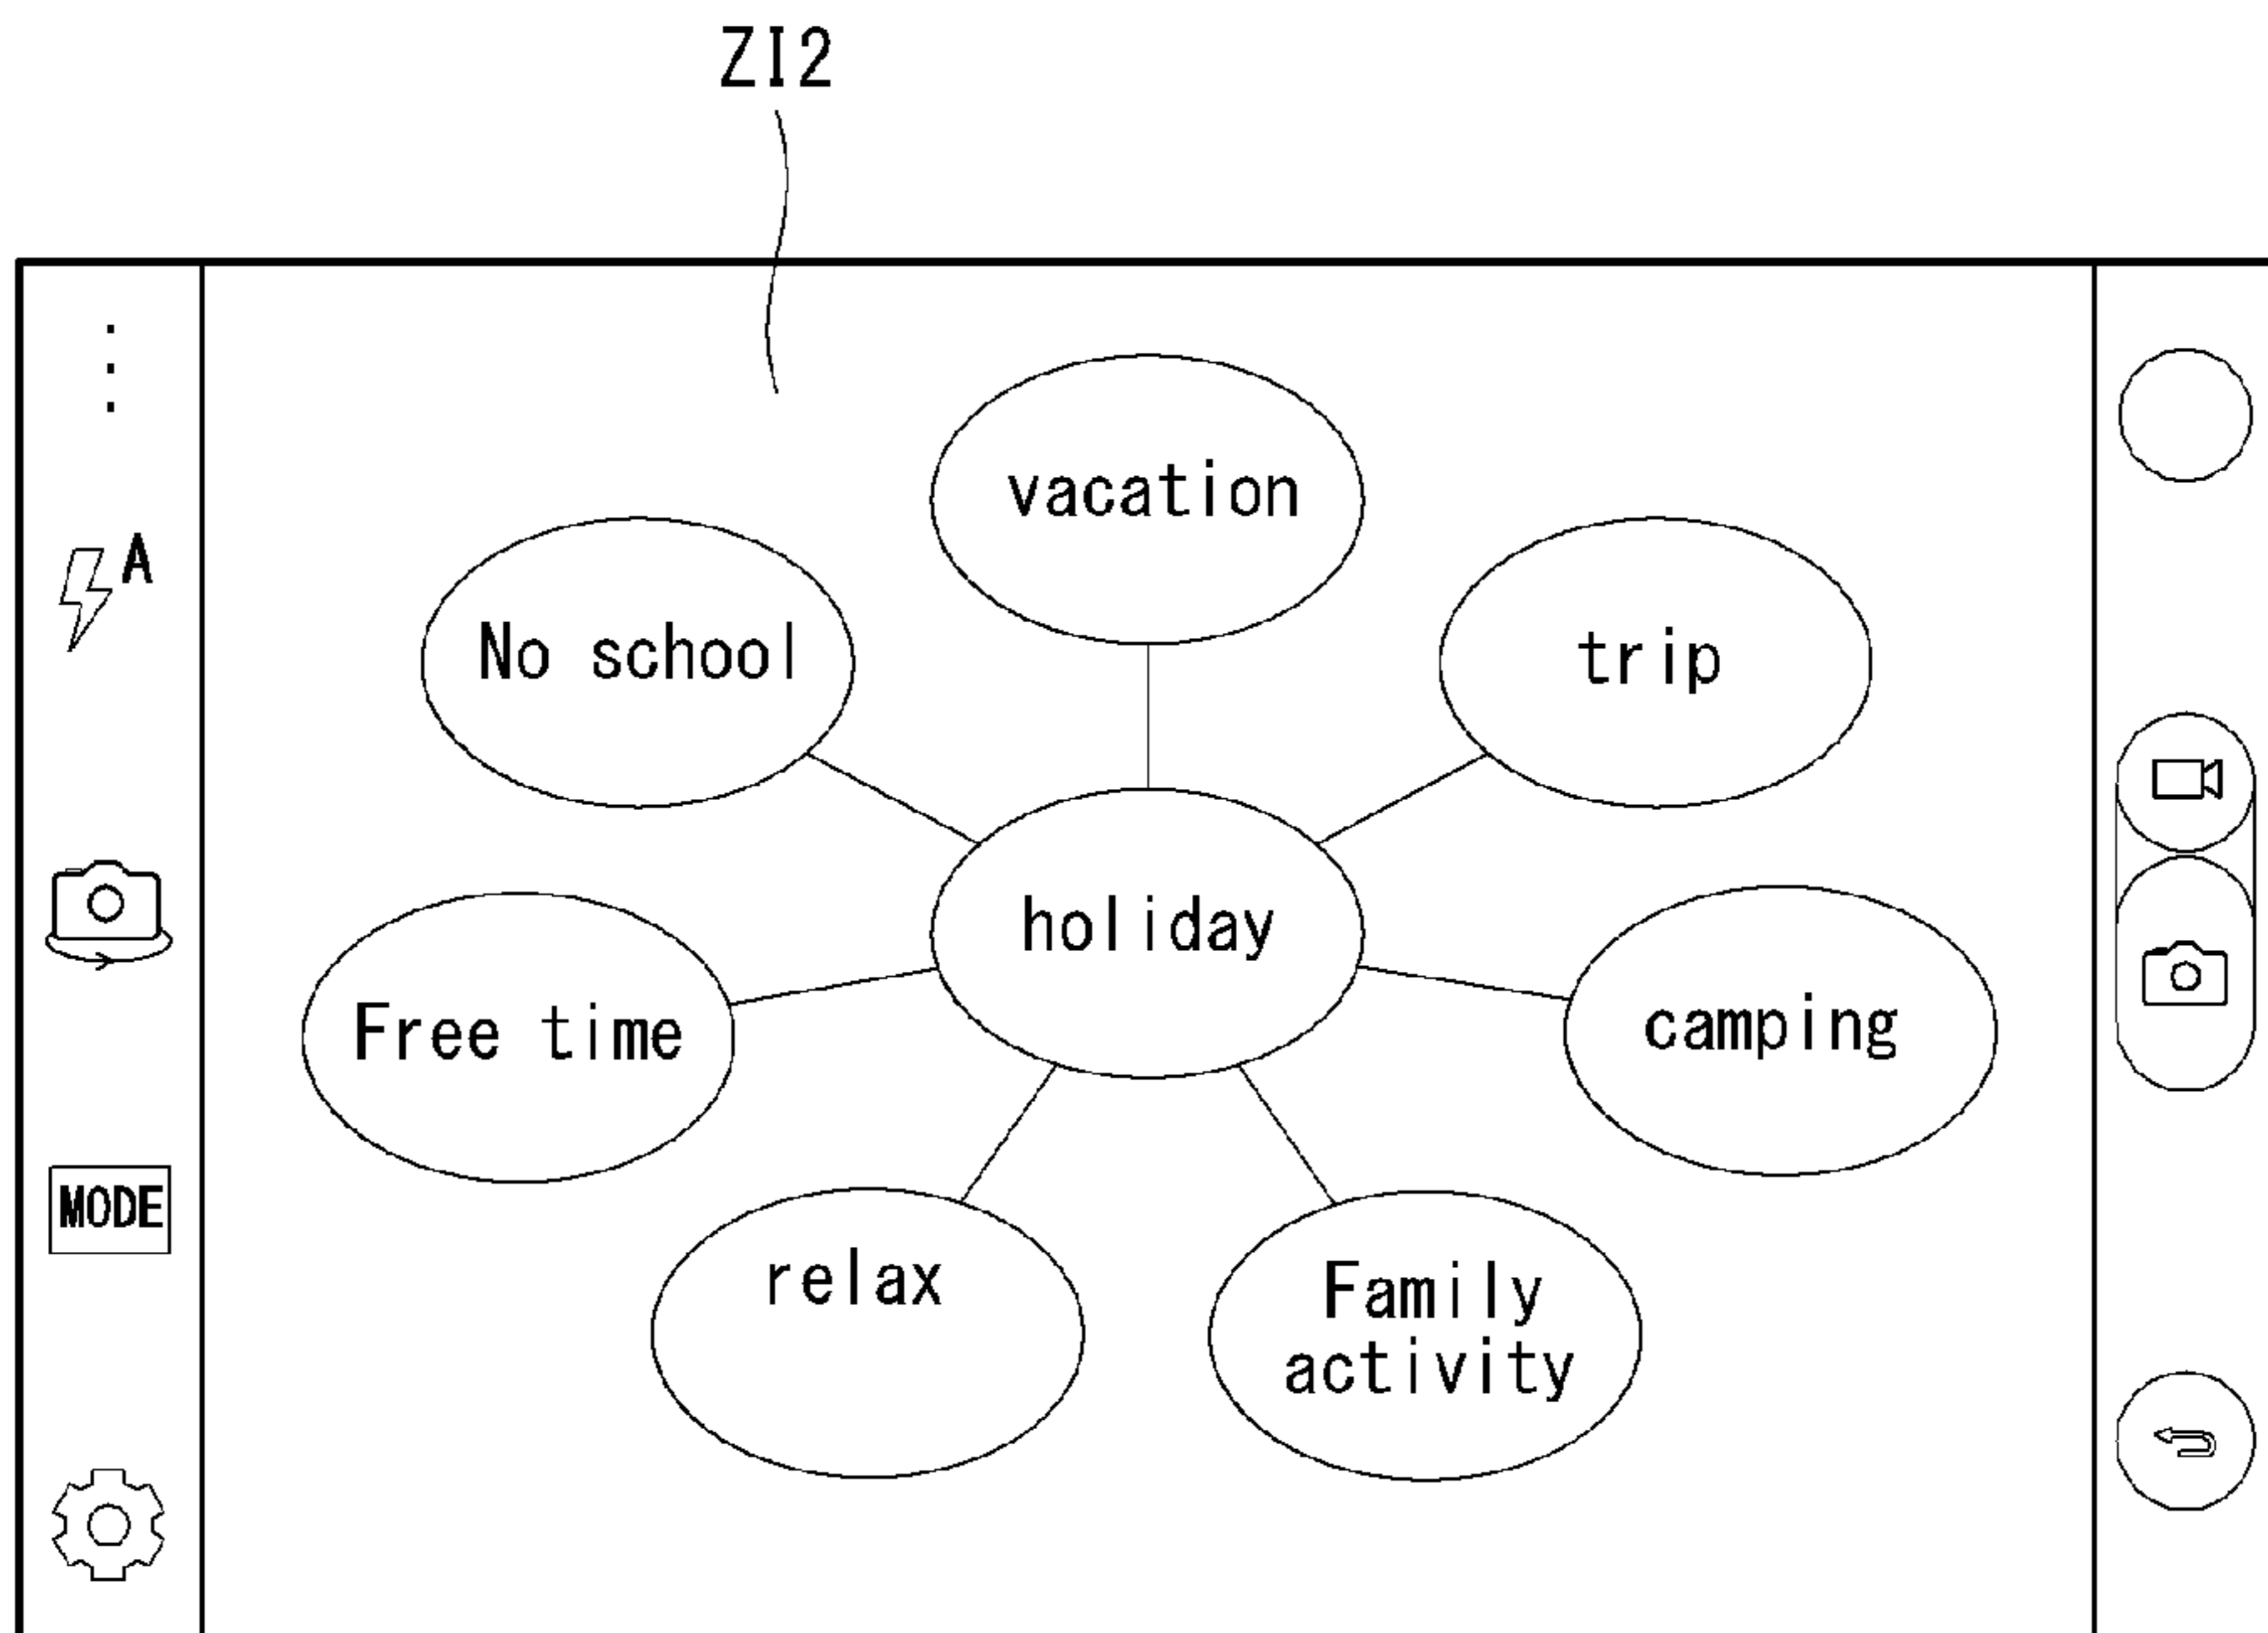 ZI2
A
MODE
vacation
No school
trip
holiday
Free time
camping
relax
Family
activity